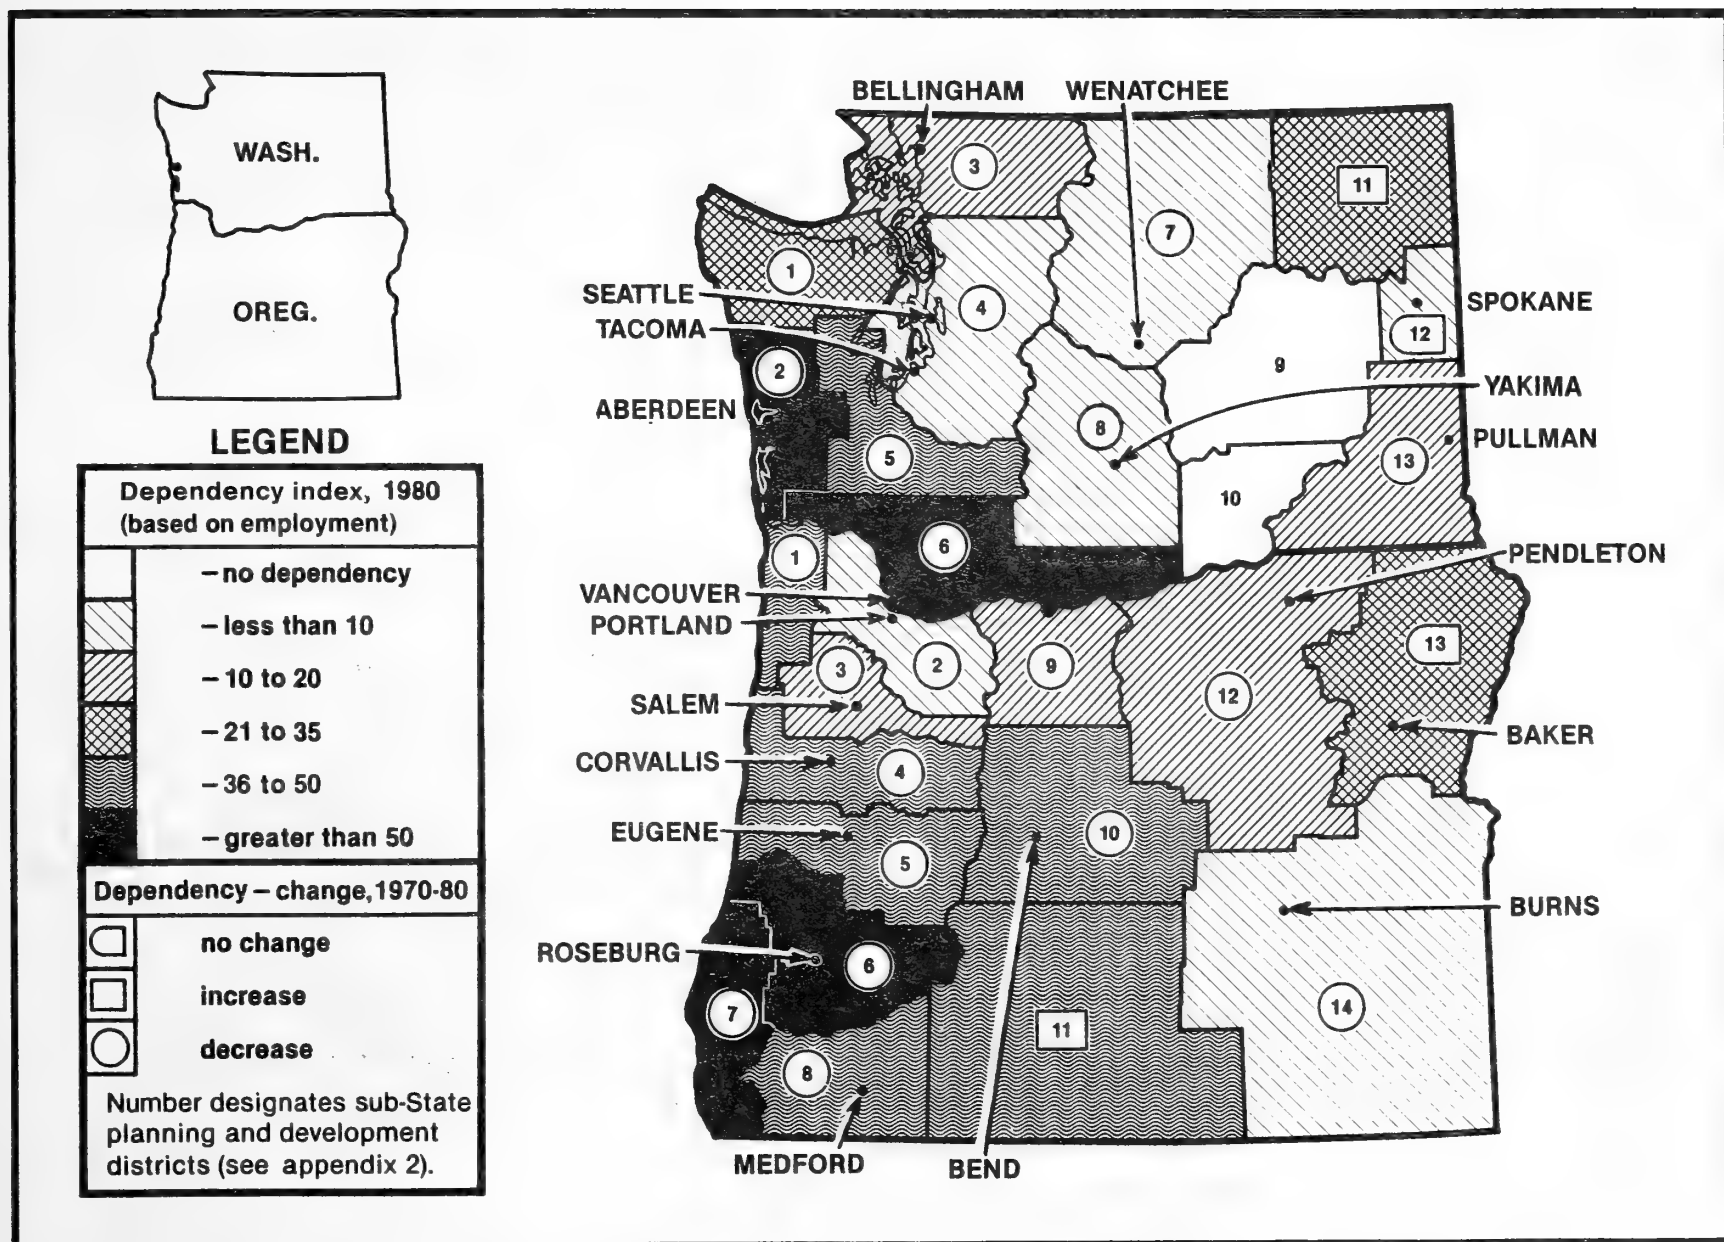 WASH.
OREG.
LEGEND
Dependency index, 1980
(based on employment)
– no dependency
– less than 10
– 10 to 20
– 21 to 35
– 36 to 50
– greater than 50
Dependency – change, 1970-80
no change
increase
decrease
Number designates sub-State
planning and development
districts (see appendix 2).
BELLINGHAM
WENATCHEE
3
11
7
1
SEATTLE
4
SPOKANE
TACOMA
12
2
9
YAKIMA
ABERDEEN
8
PULLMAN
5
13
10
1
6
PENDLETON
VANCOUVER
PORTLAND
13
3
2
9
12
SALEM
BAKER
CORVALLIS
4
EUGENE
10
5
BURNS
ROSEBURG
6
7
14
11
8
MEDFORD
BEND